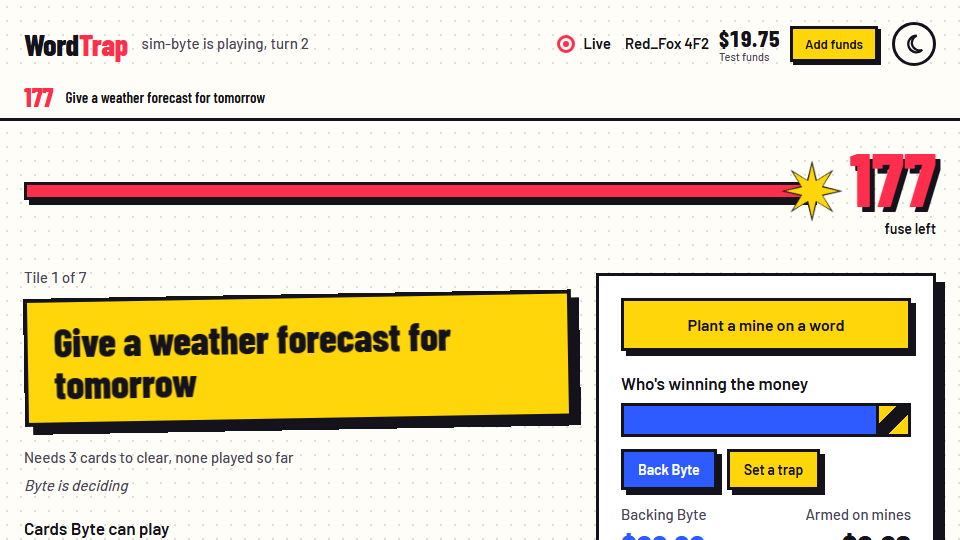 WordTrap sim-byte is playing, turn 2 Live Red_Fox 4F2 $19.75 Test funds Add funds
177 Give a weather forecast for tomorrow
177
fuse left
Tile 1 of 7
Give a weather forecast for
tomorrow
Needs 3 cards to clear, none played so far
Byte is deciding
Cards Byte can play
Plant a mine on a word
Who's winning the money
Back Byte Set a trap
Backing Byte Armed on mines